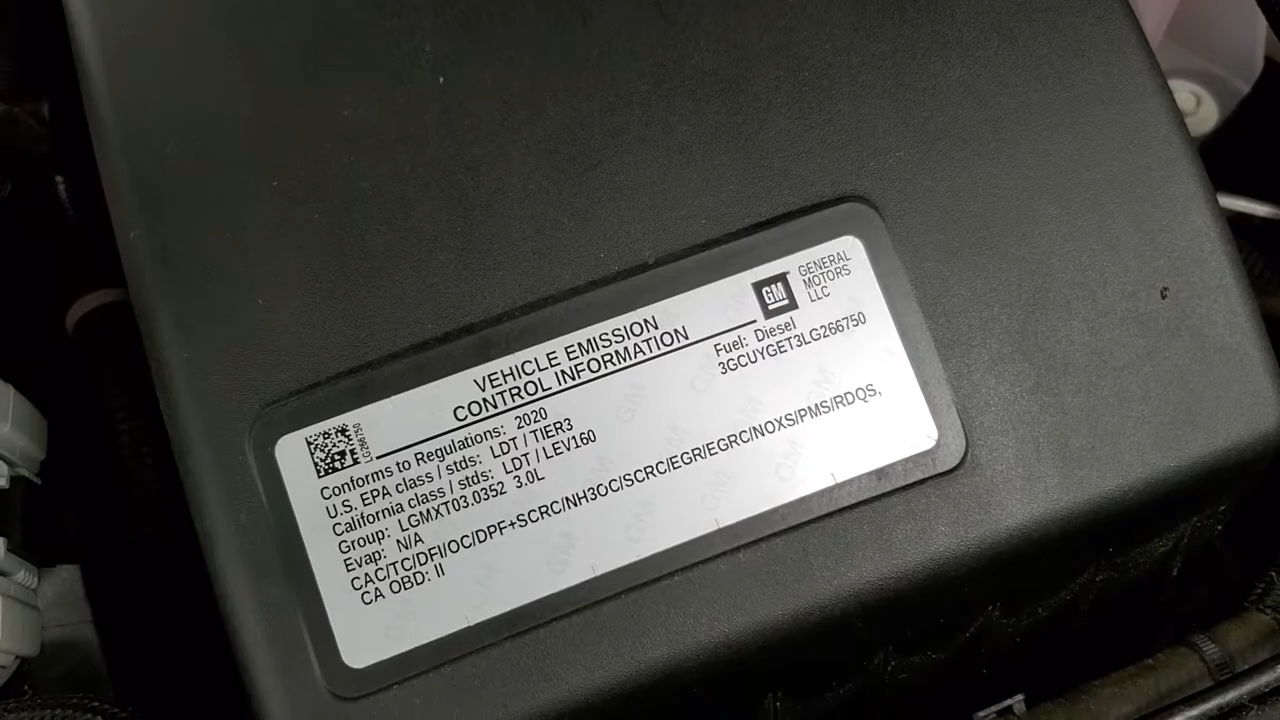 GM
GENERAL
MOTORS
LLC
VEHICLE EMISSION
CONTROL INFORMATION
Fuel: Diesel
3GCUYGET3LG266750
LG266750
Conforms to Regulations: 2020
U.S. EPA class / stds: LDT / TIER3
California class / stds: LDT / LEV160
Group: LGMXT03.0352 3.0L
Evap: N/A
CAC/TC/DFI/OC/DPF+SCRC/NH3OC/SCRC/EGR/EGRC/NOXS/PMS/RDQS,
CA OBD: II